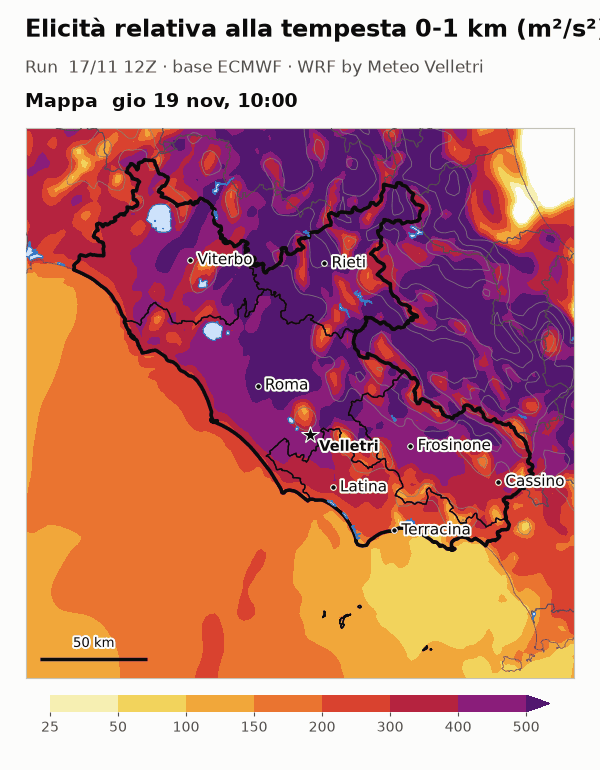 Elicità relativa alla tempesta 0-1 km (m²/s²)
Run 17/11 12Z · base ECMWF · WRF by Meteo Velletri
Mappa gio 19 nov, 10:00
Viterbo
Rieti
Roma
Velletri
Frosinone
Latina
Cassino
Terracina
50 km
25 50 100 150 200 300 400 500